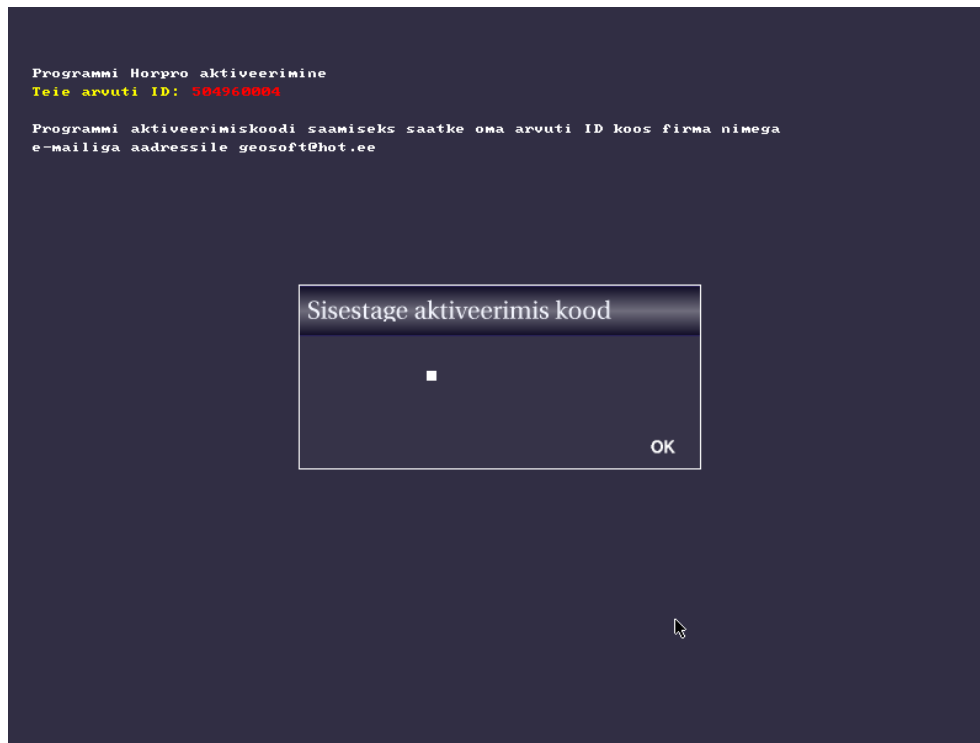 Programmi Horpro aktiveerimine
Teie arvuti ID: 504960004
Programmi aktiveerimiskoodi saamiseks saatke oma arvuti ID koos firma nimega
e-mailiga aadressile geosoft@hot.ee
Sisestage aktiveerimis kood
OK